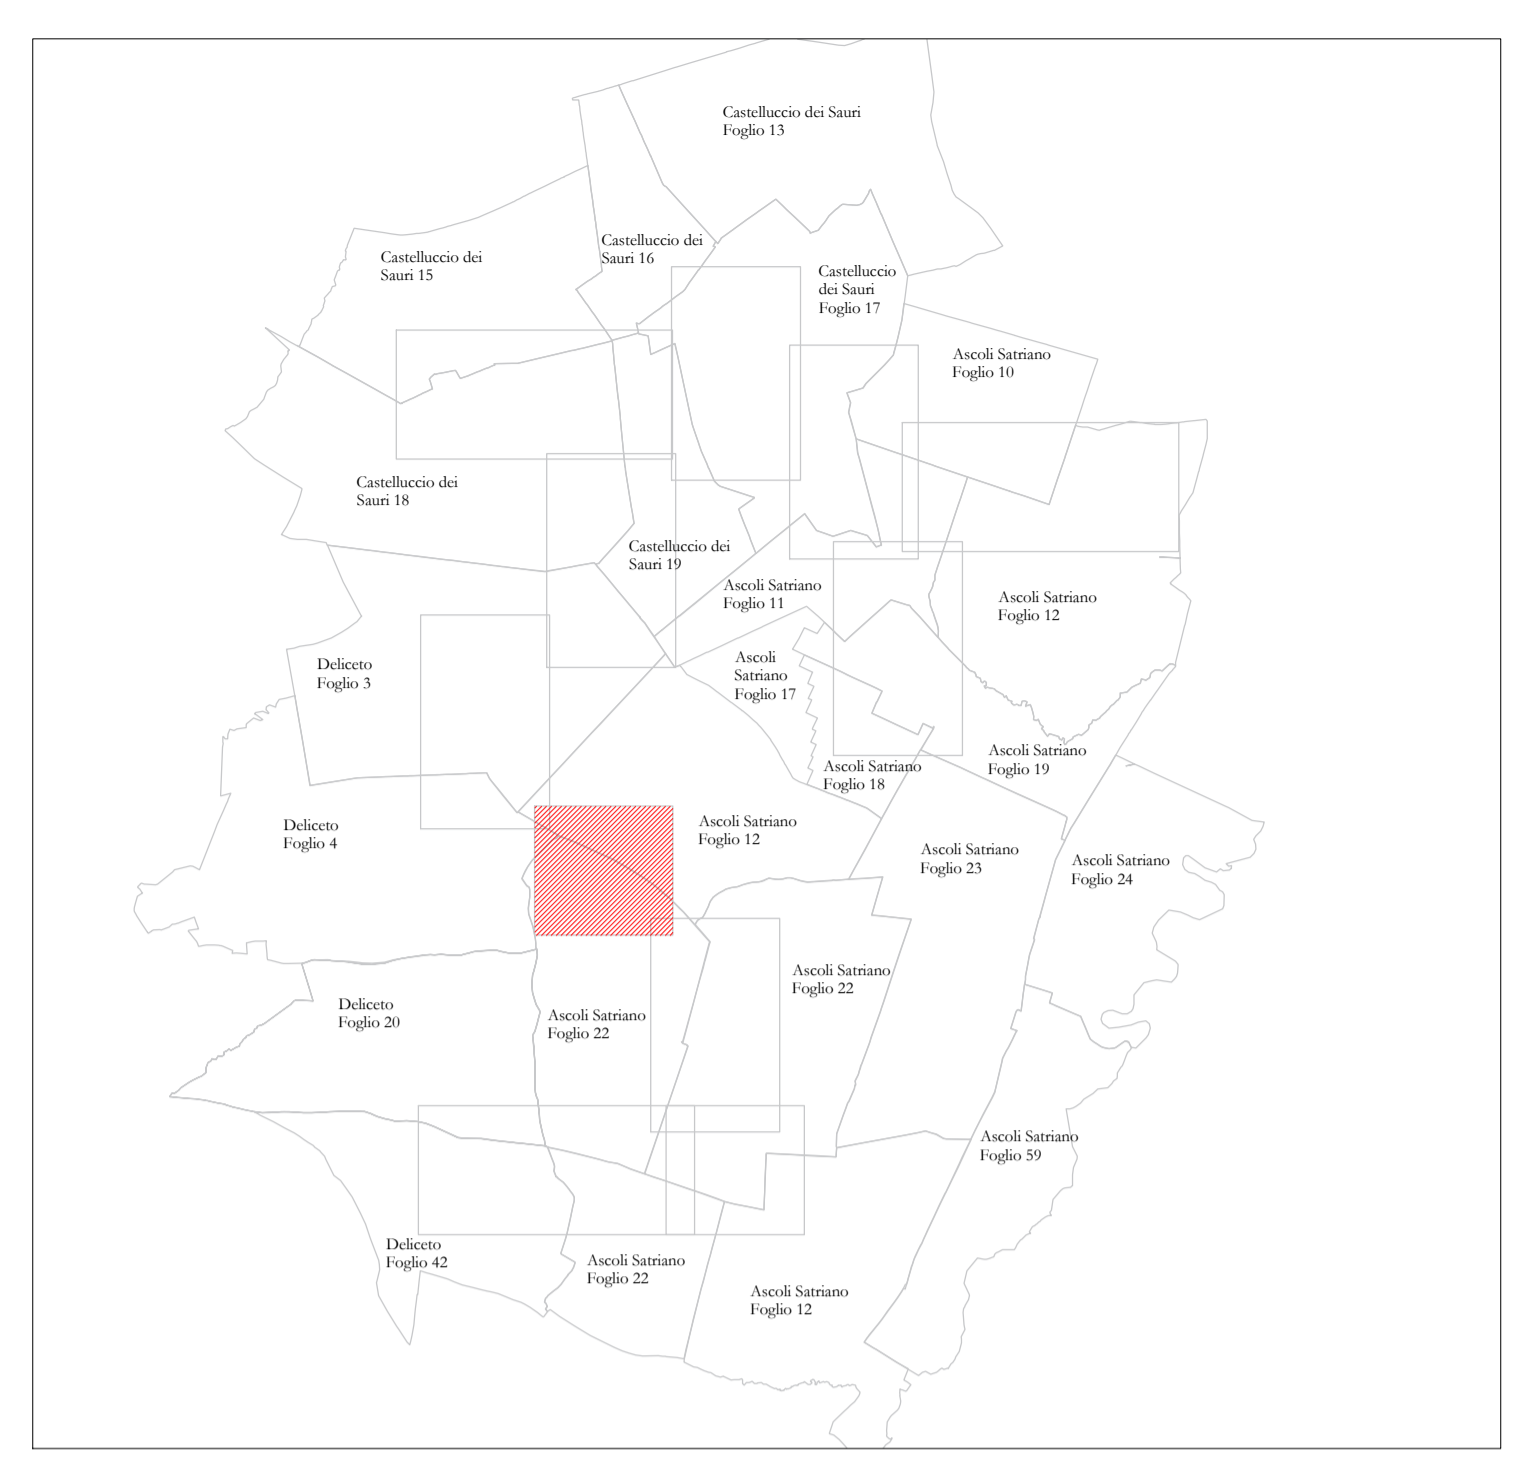 Castelluccio dei Sauri
Foglio 13
Castelluccio dei
Sauri 16
Castelluccio dei
Sauri 15
Castelluccio
dei Sauri
Foglio 17
Ascoli Satriano
Foglio 10
Castelluccio dei
Sauri 18
Castelluccio dei
Sauri 19
Ascoli Satriano
Foglio 11
Ascoli Satriano
Foglio 12
Deliceto
Foglio 3
Ascoli
Satriano
Foglio 17
Ascoli Satriano
Foglio 19
Ascoli Satriano
Foglio 18
Deliceto
Foglio 4
Ascoli Satriano
Foglio 12
Ascoli Satriano
Foglio 23
Ascoli Satriano
Foglio 24
Ascoli Satriano
Foglio 22
Deliceto
Foglio 20
Ascoli Satriano
Foglio 22
Ascoli Satriano
Foglio 59
Deliceto
Foglio 42
Ascoli Satriano
Foglio 22
Ascoli Satriano
Foglio 12